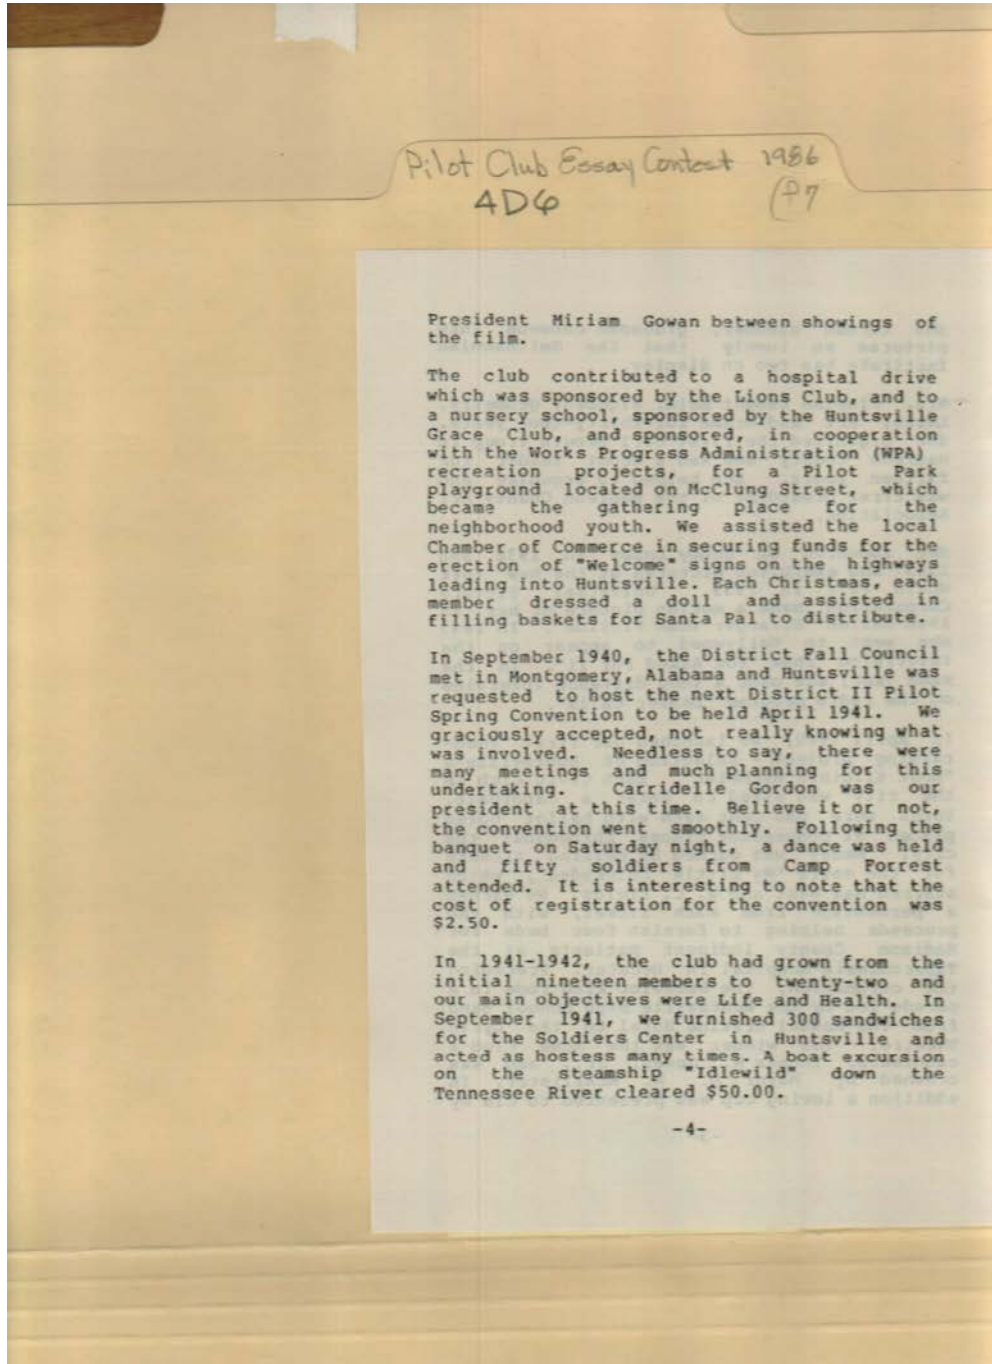 Pilot Club Essay Contest 1986
4D6 (P7
President Miriam Gowan between showings of
the film.
The club contributed to a hospital drive
which was sponsored by the Lions Club, and to
a nursery school, sponsored by the Huntsville
Grace Club, and sponsored, in cooperation
with the Works Progress Administration (WPA)
recreation projects, for a Pilot Park
playground located on McClung Street, which
became the gathering place for the
neighborhood youth. We assisted the local
Chamber of Commerce in securing funds for the
erection of "Welcome" signs on the highways
leading into Huntsville. Each Christmas, each
member dressed a doll and assisted in
filling baskets for Santa Pal to distribute.
In September 1940, the District Fall Council
met in Montgomery, Alabama and Huntsville was
requested to host the next District II Pilot
Spring Convention to be held April 1941. We
graciously accepted, not really knowing what
was involved. Needless to say, there were
many meetings and much planning for this
undertaking. Carridelle Gordon was our
president at this time. Believe it or not,
the convention went smoothly. Following the
banquet on Saturday night, a dance was held
and fifty soldiers from Camp Forrest
attended. It is interesting to note that the
cost of registration for the convention was
$2.50.
In 1941-1942, the club had grown from the
initial nineteen members to twenty-two and
our main objectives were Life and Health. In
September 1941, we furnished 300 sandwiches
for the Soldiers Center in Huntsville and
acted as hostess many times. A boat excursion
on the steamship "Idlewild" down the
Tennessee River cleared $50.00.
-4-